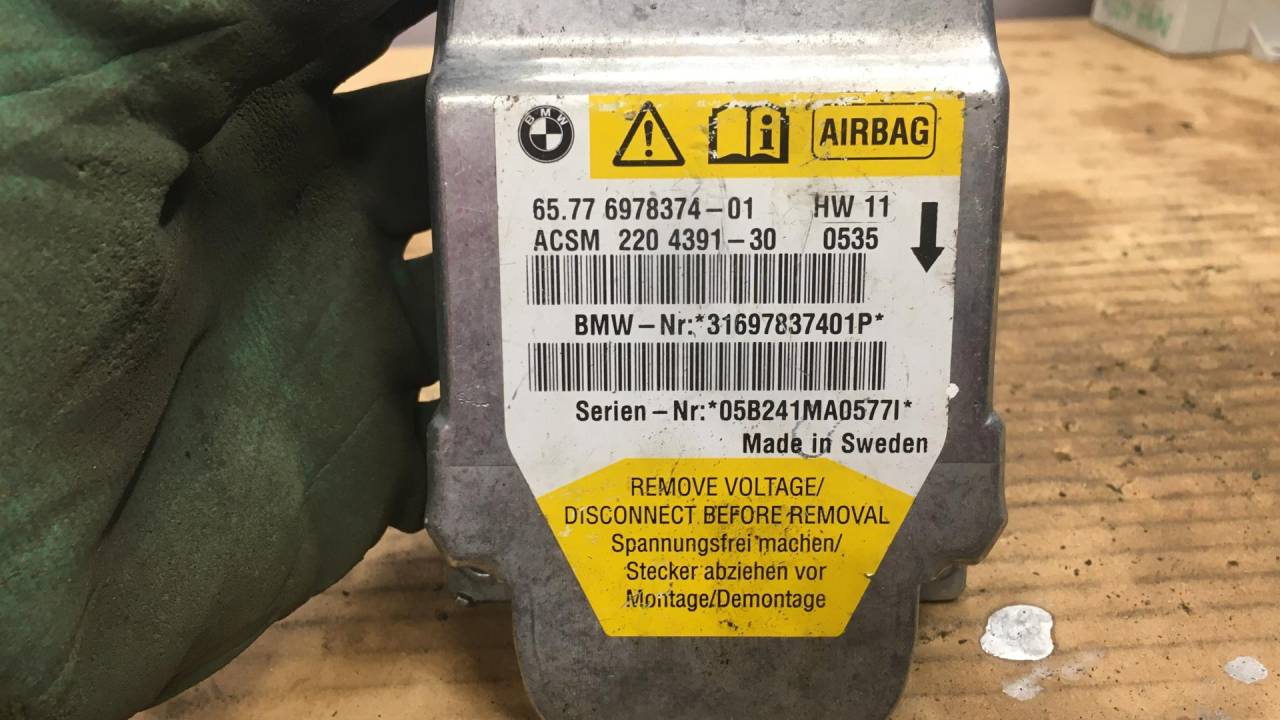 BMW
AIRBAG
65.77 6978374-01 HW 11
ACSM 220 4391-30 0535
BMW-Nr:*31697837401P*
Serien-Nr:*05B241MA0577I*
Made in Sweden
REMOVE VOLTAGE/
DISCONNECT BEFORE REMOVAL
Spannungsfrei machen/
Stecker abziehen vor
Montage/Demontage